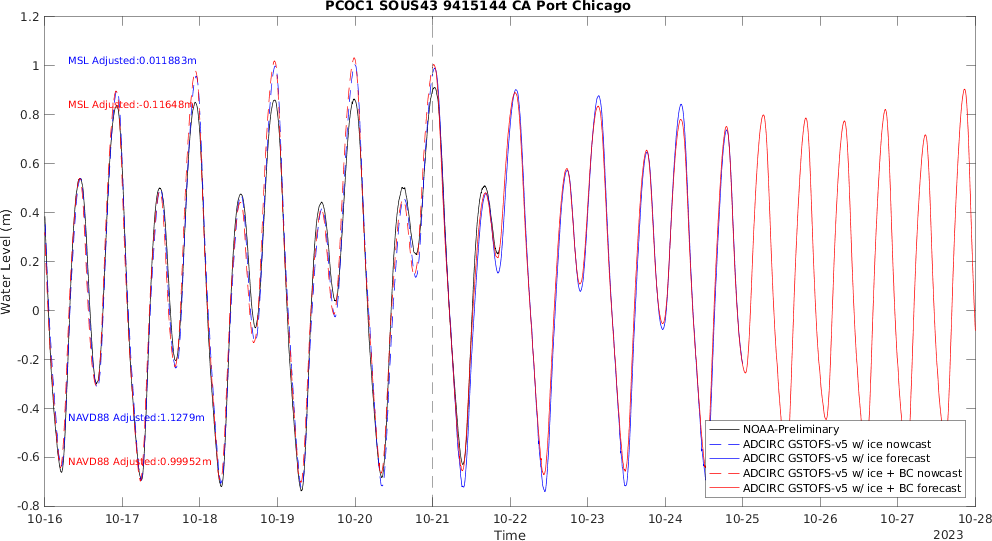 PCOC1 SOUS43 9415144 CA Port Chicago
1.2
1
0.8
0.6
0.4
0.2
0
-0.2
-0.4
-0.6
-0.8
Water Level (m)
MSL Adjusted:0.011883m
MSL Adjusted:-0.11648m
NAVD88 Adjusted:1.1279m
NAVD88 Adjusted:0.99952m
NOAA-Preliminary
ADCIRC GSTOFS-v5 w/ ice nowcast
ADCIRC GSTOFS-v5 w/ ice forecast
ADCIRC GSTOFS-v5 w/ice + BC nowcast
ADCIRC GSTOFS-v5 w/ice + BC forecast
10-16 10-17 10-18 10-19 10-20 10-21 10-22 10-23 10-24 10-25 10-26 10-27 10-28
Time
2023